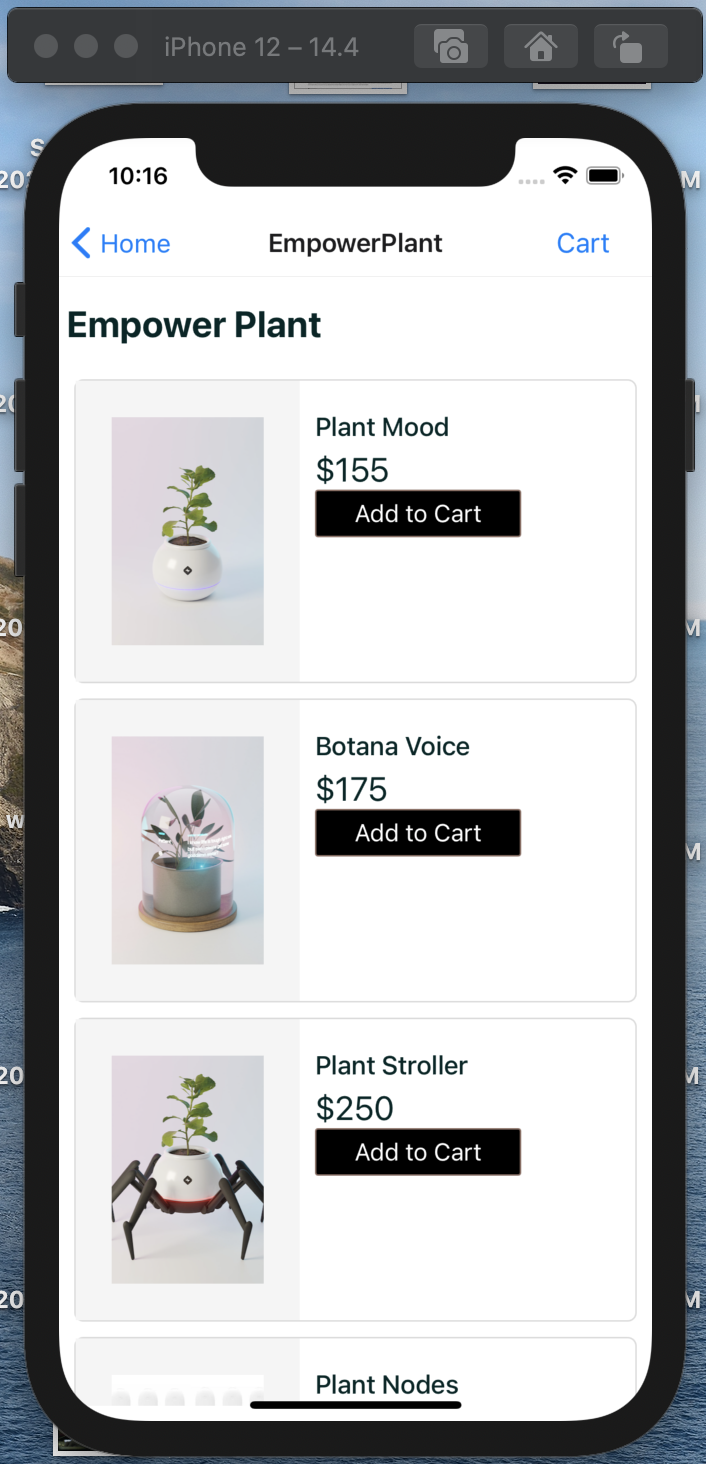 iPhone 12 – 14.4
10:16
Home
EmpowerPlant
Cart
Empower Plant
Plant Mood
$155
Add to Cart
Botana Voice
$175
Add to Cart
Plant Stroller
$250
Add to Cart
Plant Nodes